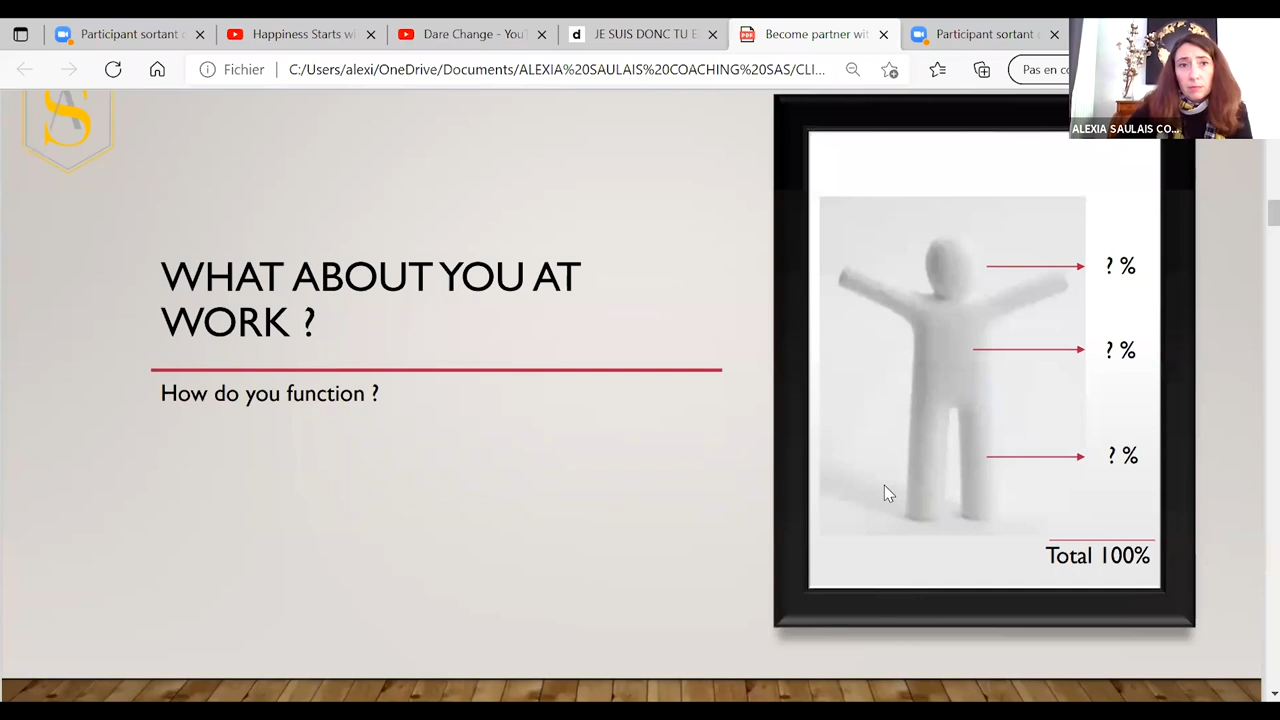 Participant sortant
Happiness Starts wi
Dare Change - You
JE SUIS DONC TU E
Become partner wit
Participant sortant
Fichier
C:/Users/alexi/OneDrive/Documents/ALEXIA%20SAULAIS%20COACHING%20SAS/CLI...
Pas en co
ALEXIA SAULAIS CO...
WHAT ABOUT YOU AT
WORK ?
How do you function ?
? %
? %
? %
Total 100%